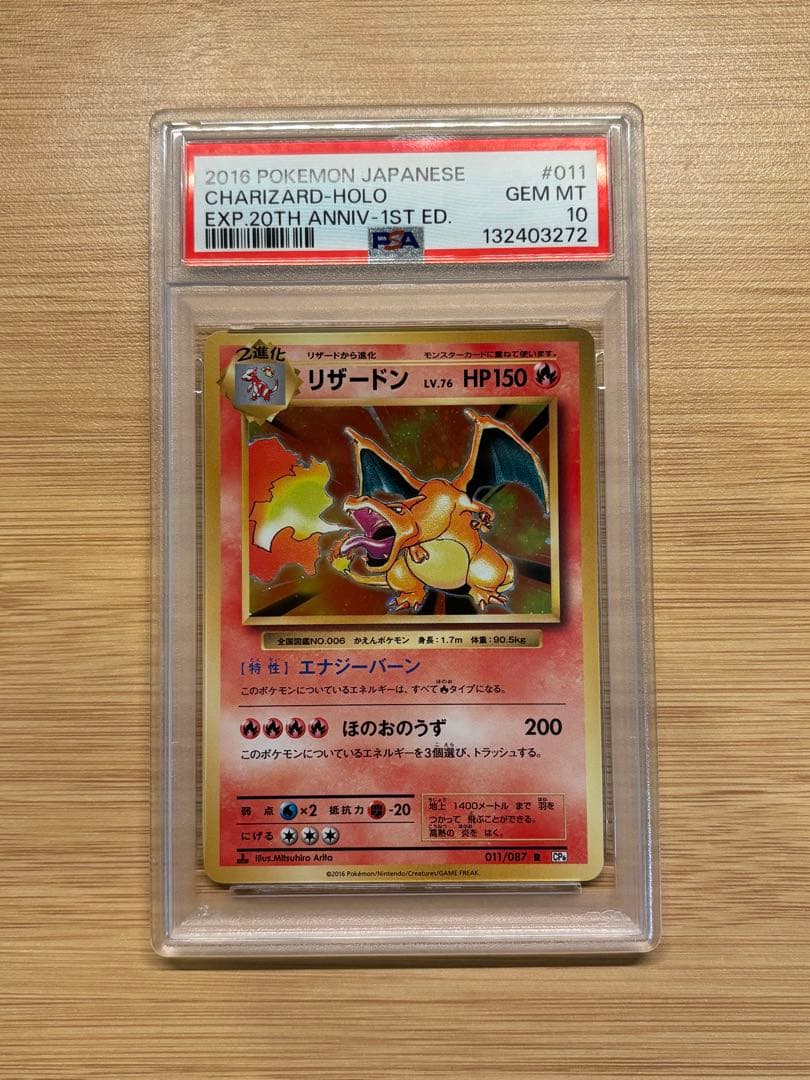 2016 POKEMON JAPANESE #011
CHARIZARD-HOLO GEM MT
EXP.20TH ANNIV-1ST ED. 10
PSA 132403272
2進化 リザードから進化 モンスターカードに重ねて使います。
リザードン LV.76 HP150
全国図鑑NO.006 かえんポケモン 身長:1.7m 体重:90.5kg
[特性] エナジーバーン
このポケモンについているエネルギーは、すべてタイプになる。
ほのおのうず 200
このポケモンについているエネルギーを3個選び、トラッシュする。
弱点 ×2 抵抗力 -20
にげる
地上 1400メートル まで 羽を
つかって 飛ぶことができる。
高熱の 炎を はく。
Illus.Mitsuhiro Arita 011/087 R CP6
©2016 Pokémon/Nintendo/Creatures/GAME FREAK.